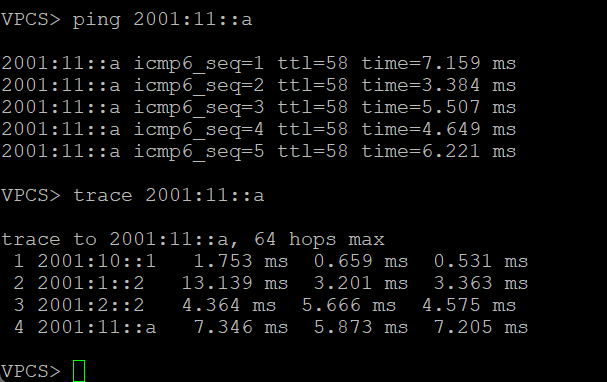 VPCS> ping 2001:11::a
2001:11::a icmp6_seq=1 ttl=58 time=7.159 ms
2001:11::a icmp6_seq=2 ttl=58 time=3.384 ms
2001:11::a icmp6_seq=3 ttl=58 time=5.507 ms
2001:11::a icmp6_seq=4 ttl=58 time=4.649 ms
2001:11::a icmp6_seq=5 ttl=58 time=6.221 ms
VPCS> trace 2001:11::a
trace to 2001:11::a, 64 hops max
1 2001:10::1 1.753 ms 0.659 ms 0.531 ms
2 2001:1::2 13.139 ms 3.201 ms 3.363 ms
3 2001:2::2 4.364 ms 5.666 ms 4.575 ms
4 2001:11::a 7.346 ms 5.873 ms 7.205 ms
VPCS>